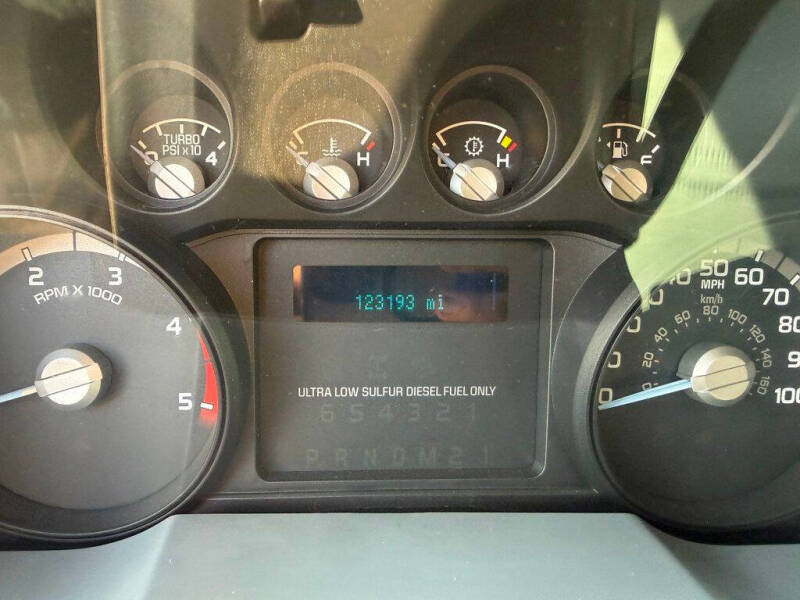 TURBO
PSI x 10
0 4
H
H
F
2 3
RPM X 1000
4
5
123193 mi
ULTRA LOW SULFUR DIESEL FUEL ONLY
6 5 4 3 2 1
P R N D M 2 1
50 60
MPH
70
km/h
80
60 100
40 120
80
20 140
90
160
0
100